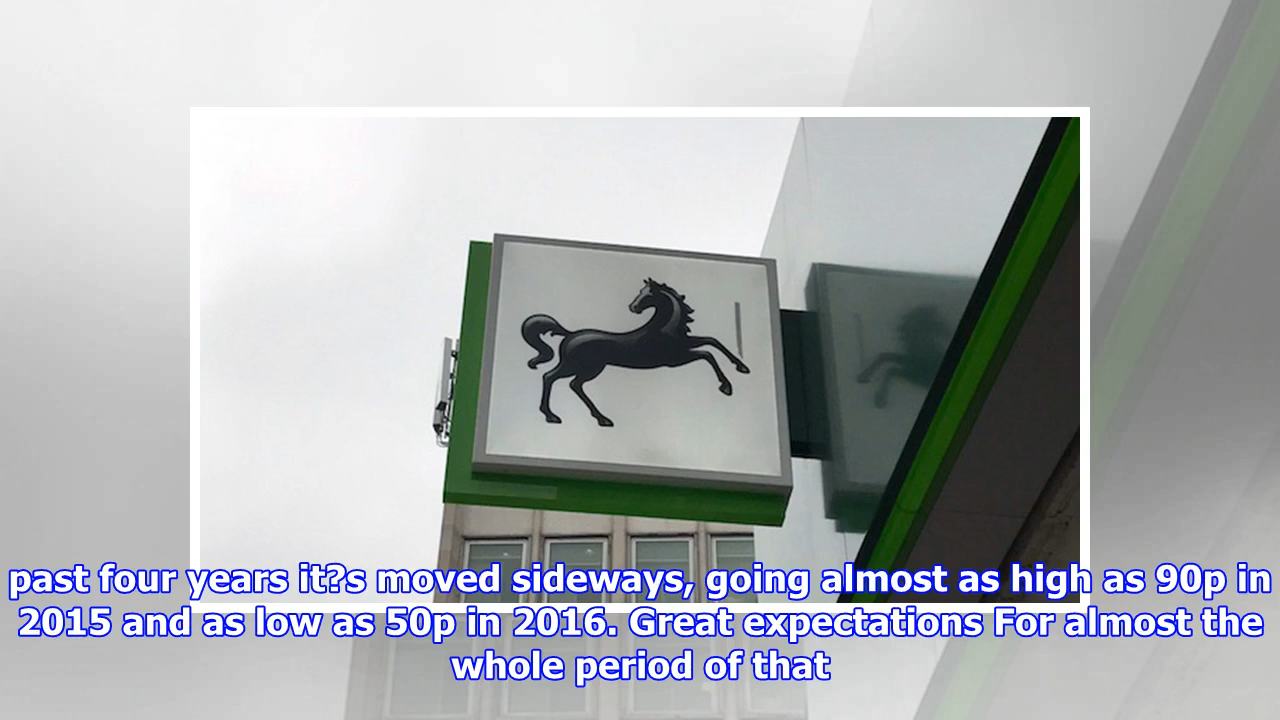 past four years it?s moved sideways, going almost as high as 90p in
2015 and as low as 50p in 2016. Great expectations For almost the
whole period of that